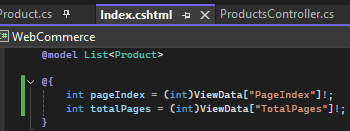 Product.cs Index.cshtml ProductsController.cs
WebCommerce
@model List<Product>
@{
int pageIndex = (int)ViewData["PageIndex"]!;
int totalPages = (int)ViewData["TotalPages"]!;
}